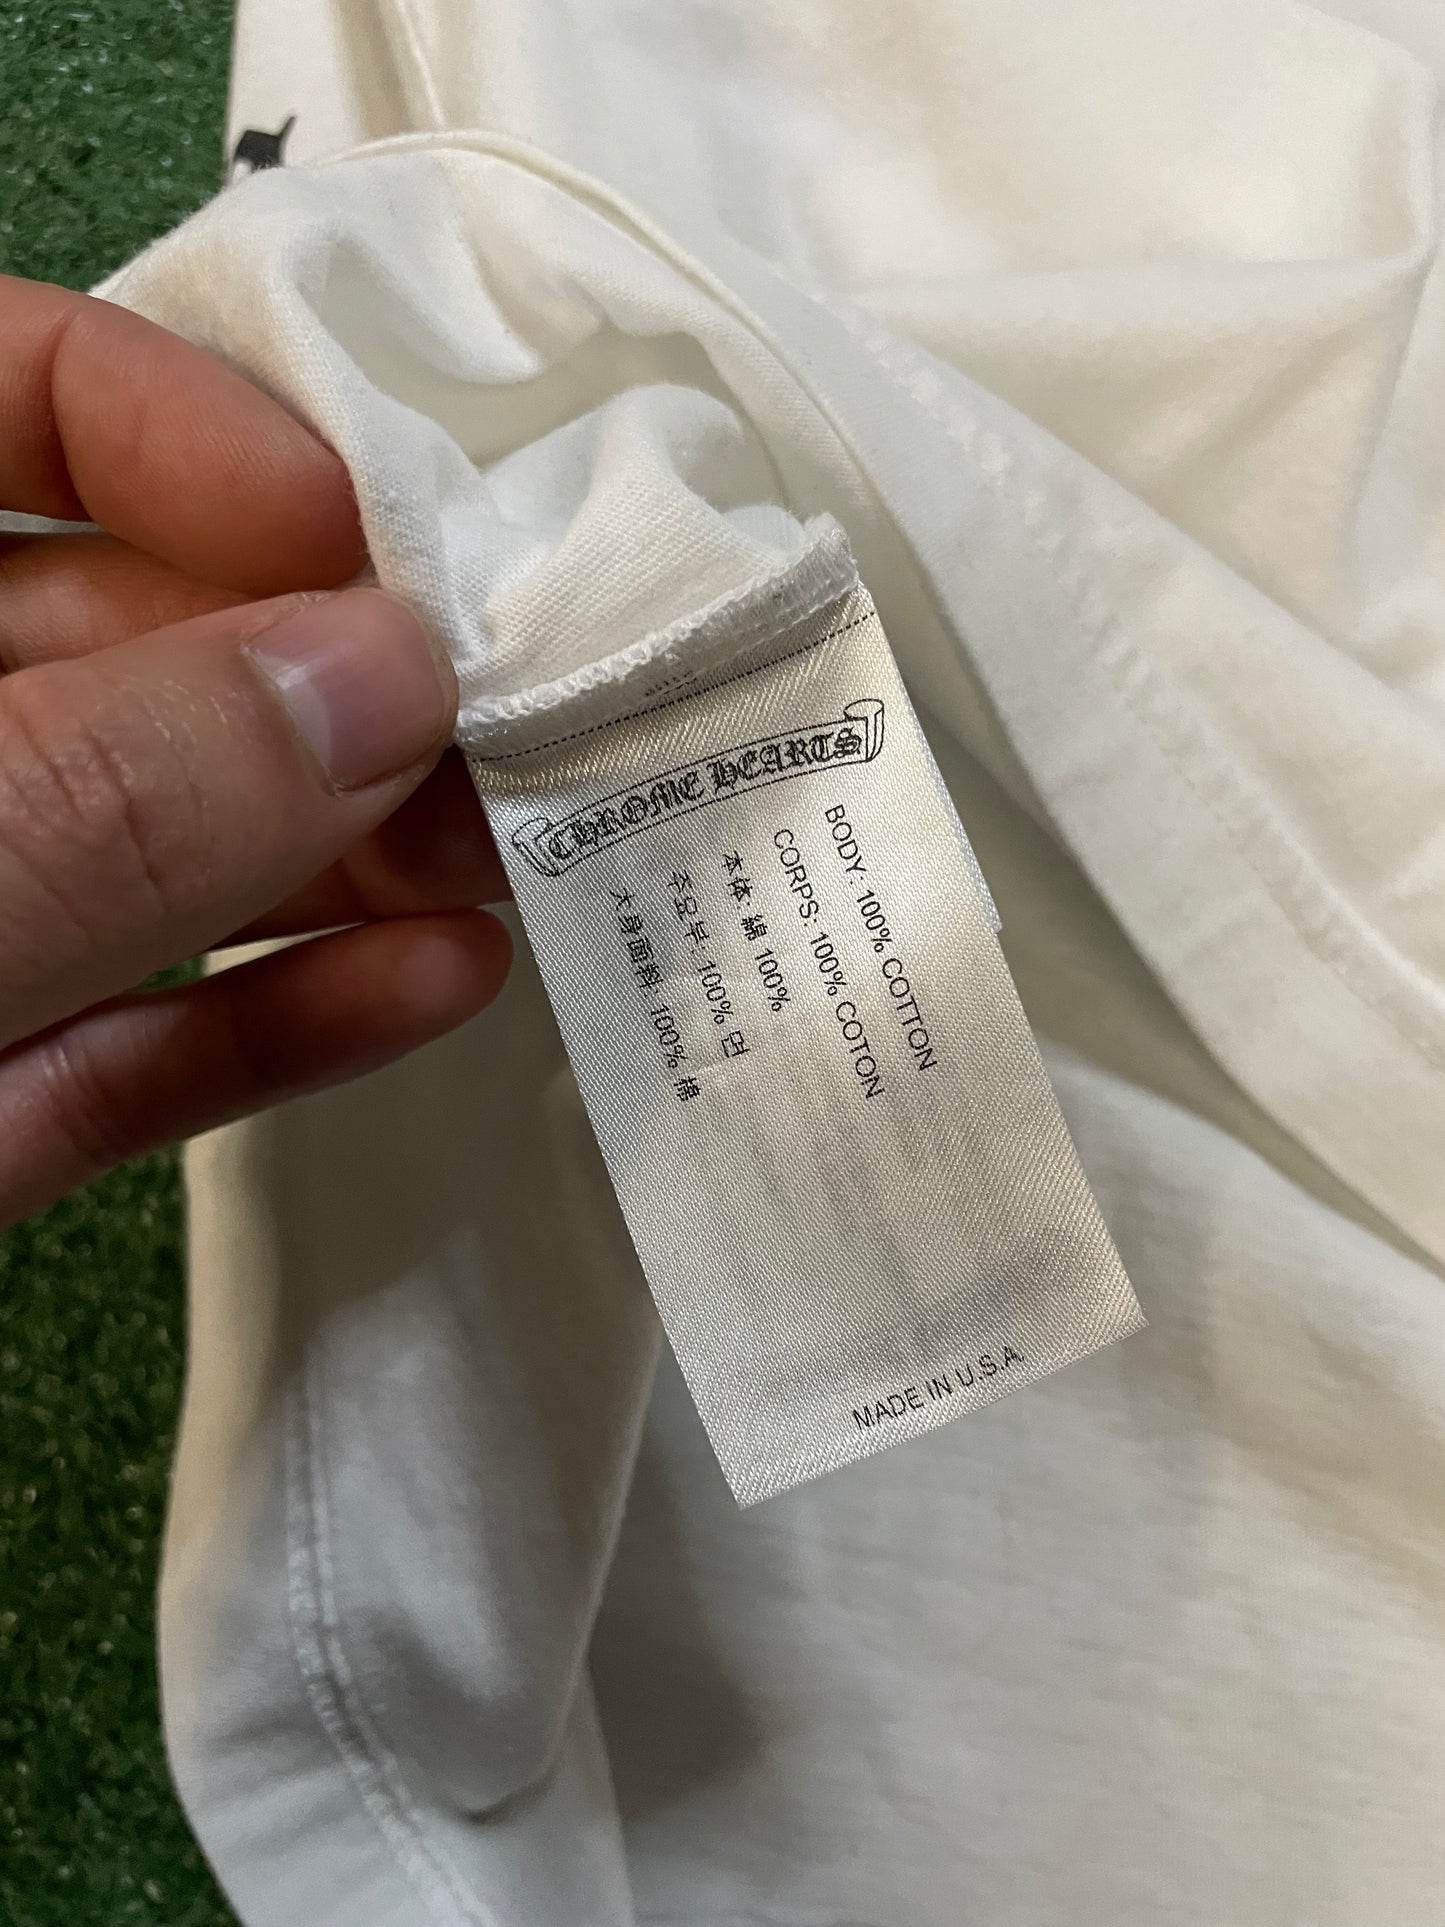 CHROME HEARTS
BODY: 100% COTTON
CORPS: 100% COTON
本体: 綿 100%
주요부: 100% 면
大身面料: 100% 棉
MADE IN U.S.A